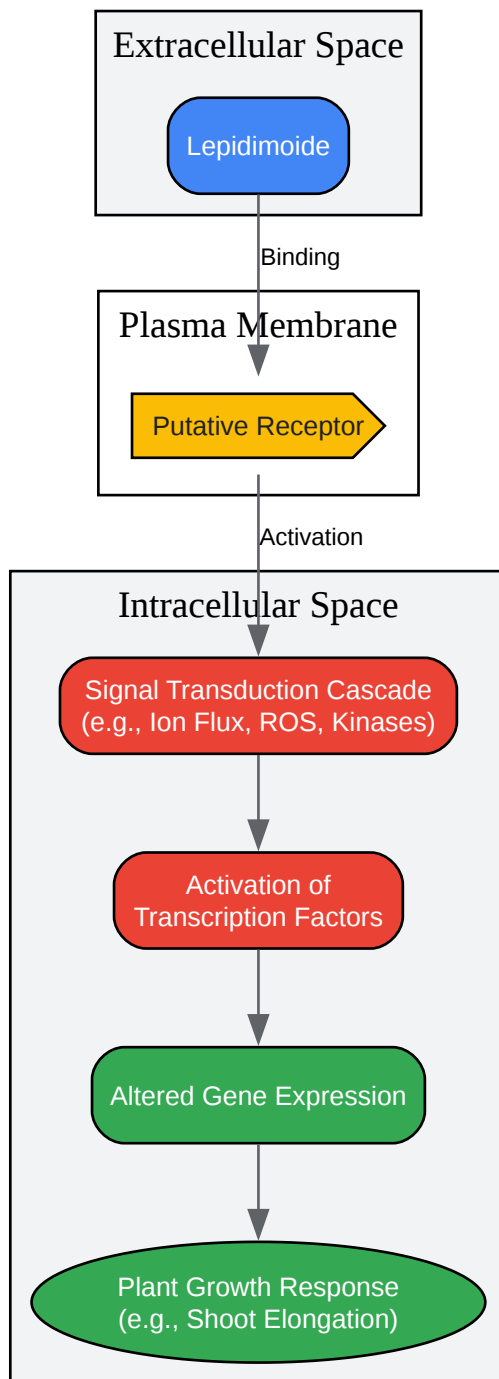 Extracellular Space
Lepidimoide
Binding
Plasma Membrane
Putative Receptor
Activation
Intracellular Space
Signal Transduction Cascade
(e.g., Ion Flux, ROS, Kinases)
Activation of
Transcription Factors
Altered Gene Expression
Plant Growth Response
(e.g., Shoot Elongation)